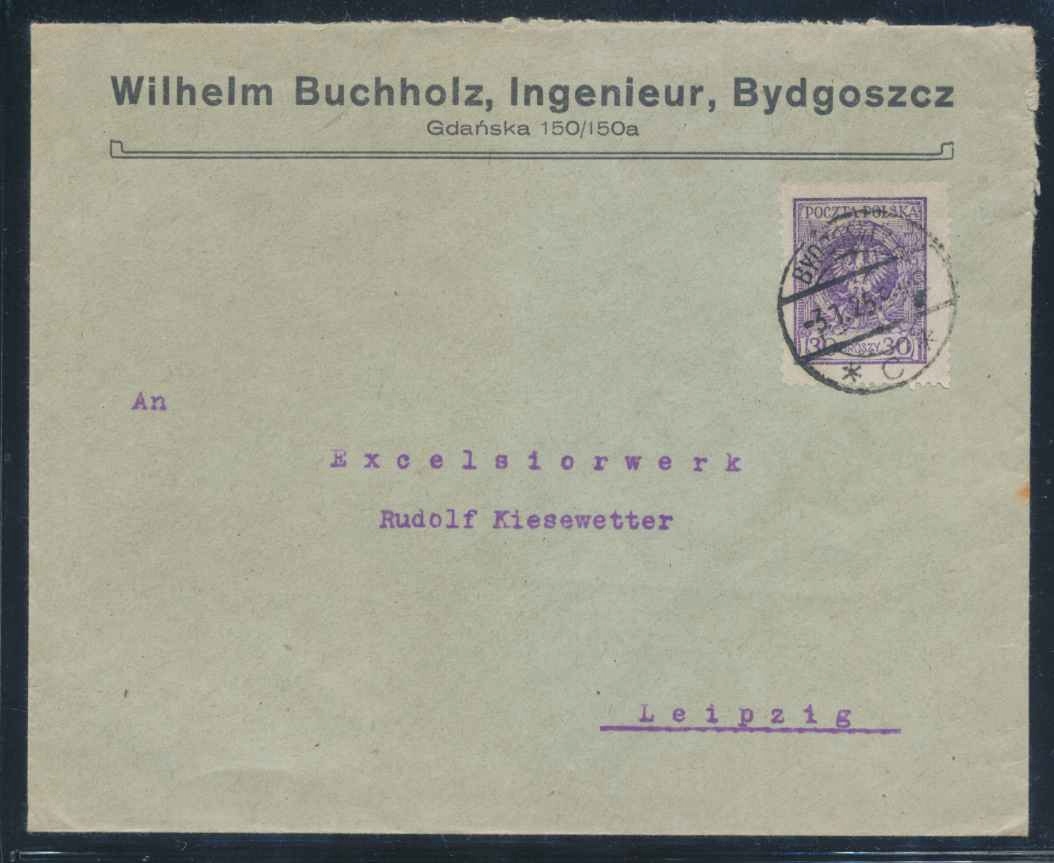 Wilhelm Buchholz, Ingenieur, Bydgoszcz
Gdańska 150/150a
POCZTA POLSKA
30 GROSZY 30
* C *
An
Excelsiorwerk
Rudolf Kiesewetter
Leipzig